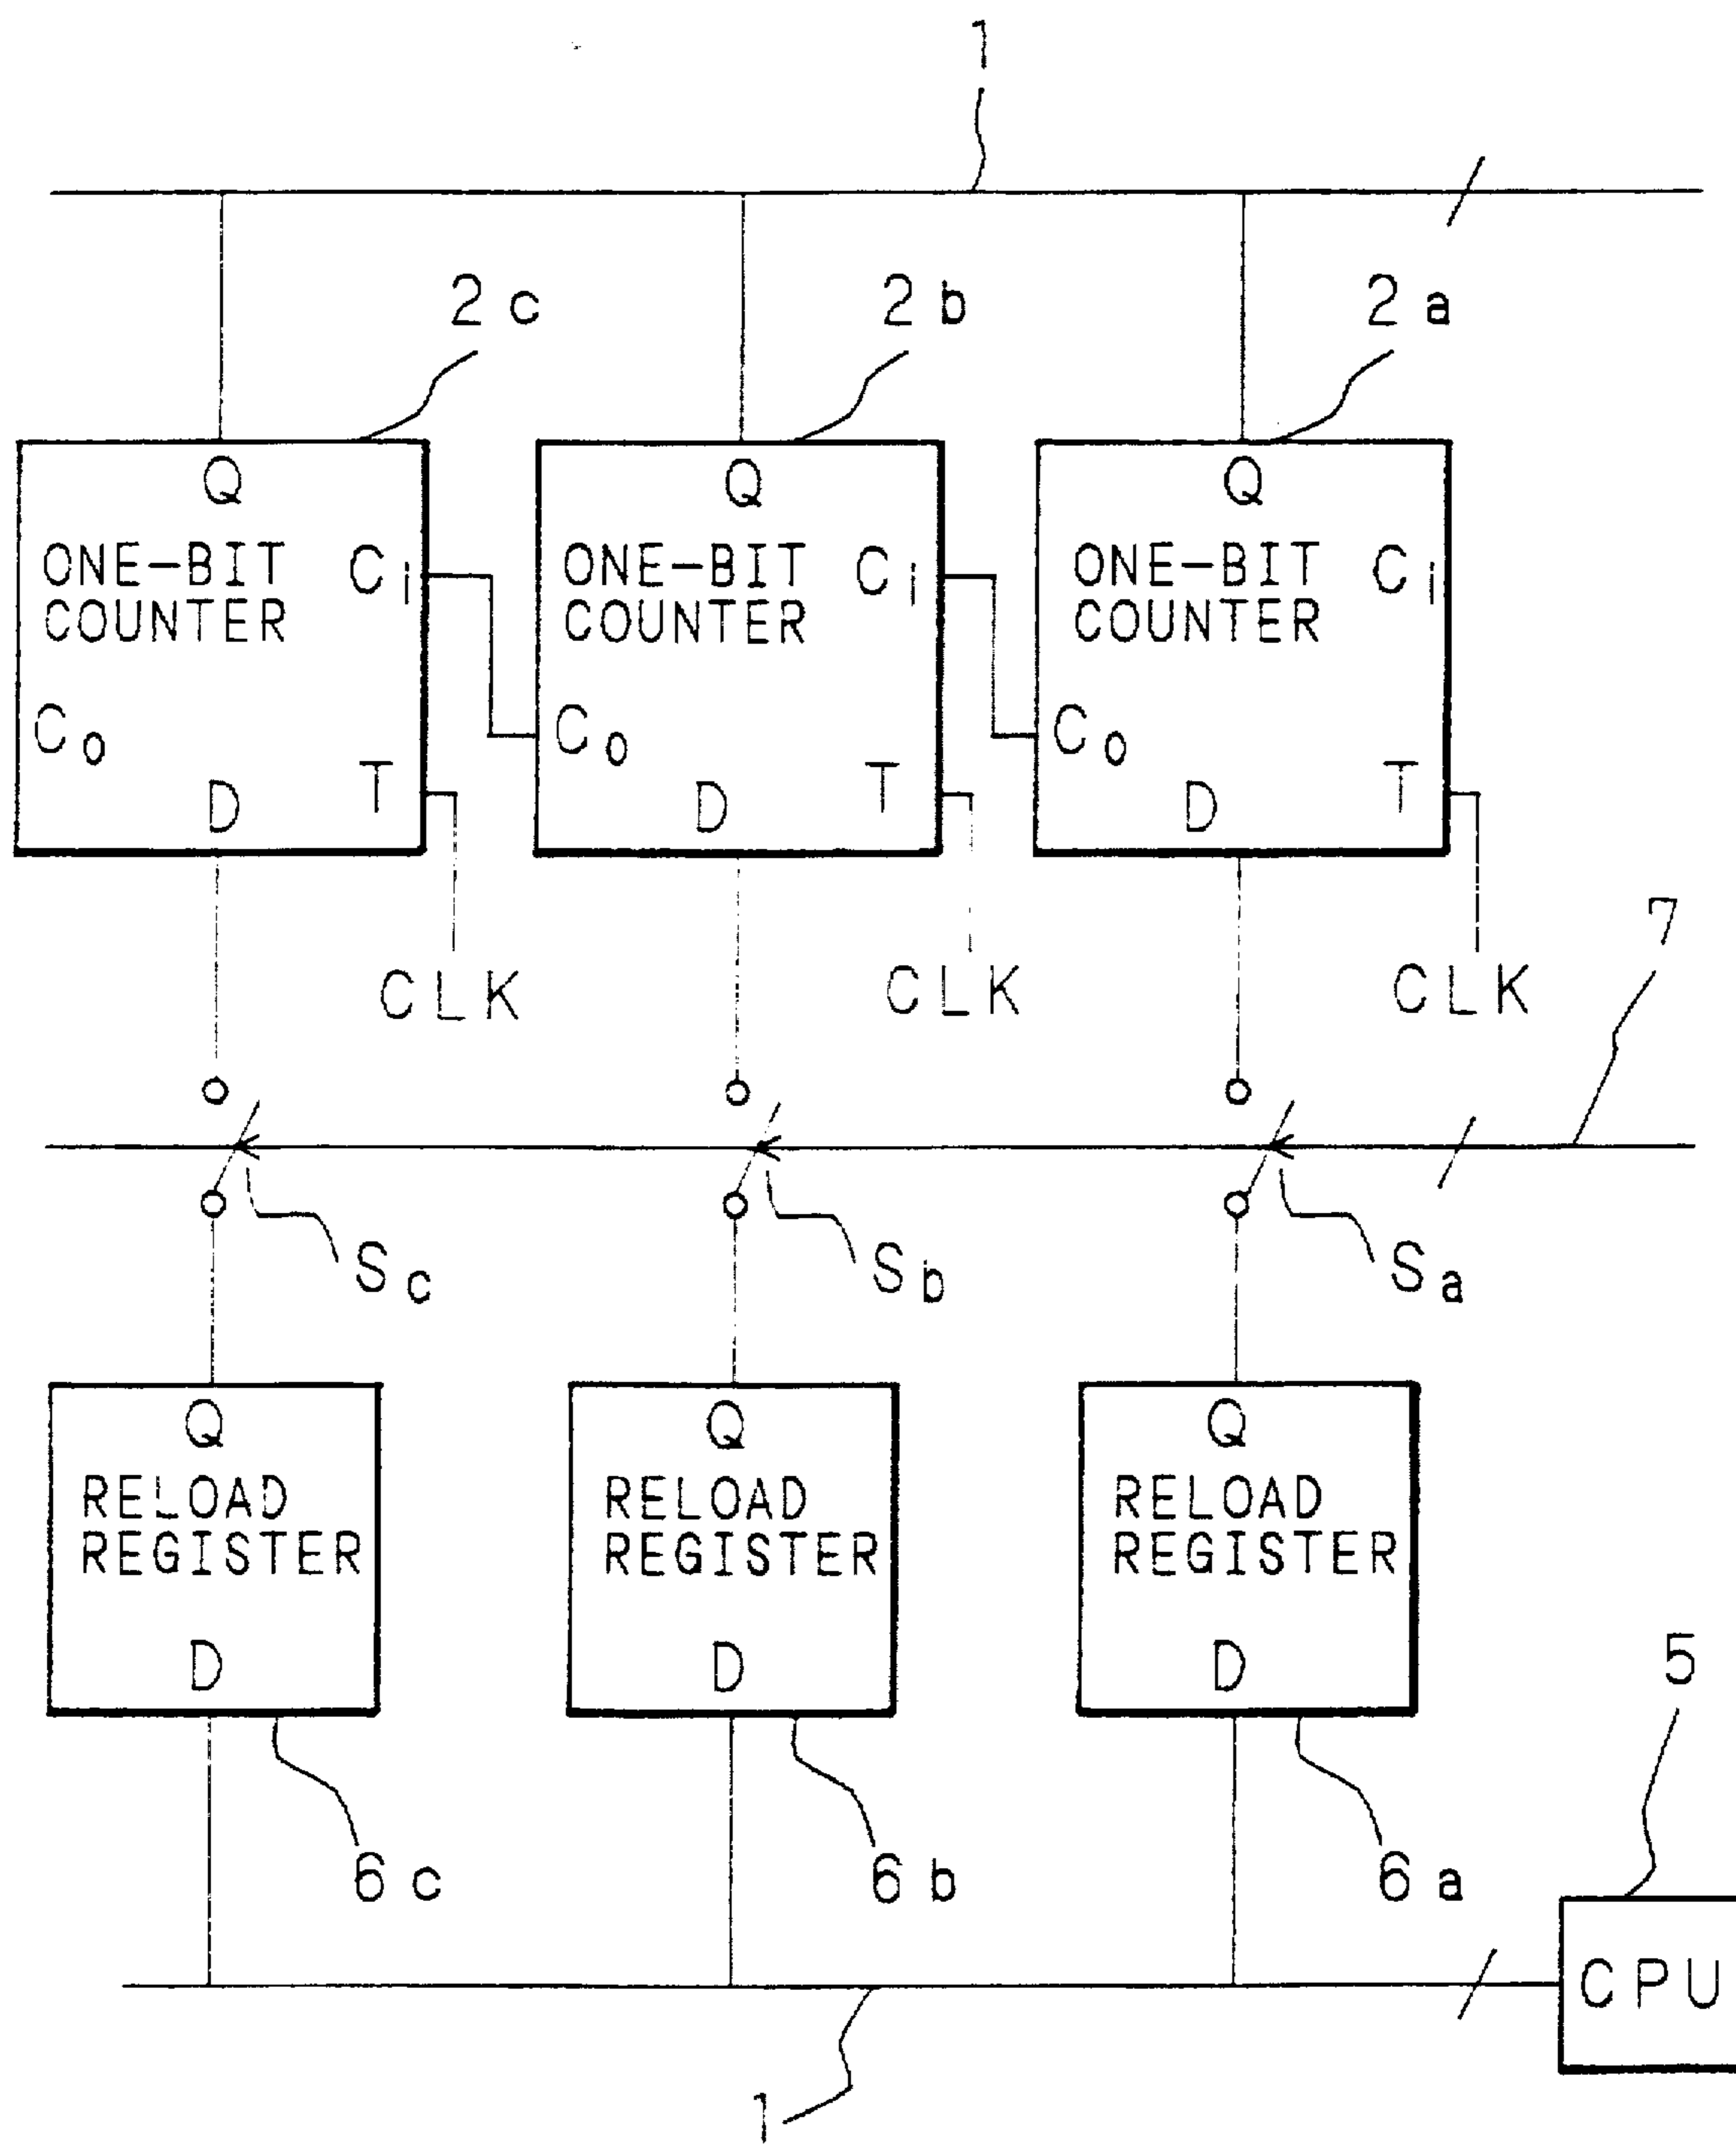 1
2c 2b 2a
Q Q Q
ONE-BIT Ci ONE-BIT Ci ONE-BIT Ci
COUNTER COUNTER COUNTER
Co Co Co
D T D T D T
7
CLK CLK CLK
Sc Sb Sa
Q Q Q
RELOAD RELOAD RELOAD
REGISTER REGISTER REGISTER
D D D
5
6c 6b 6a
CPU
1